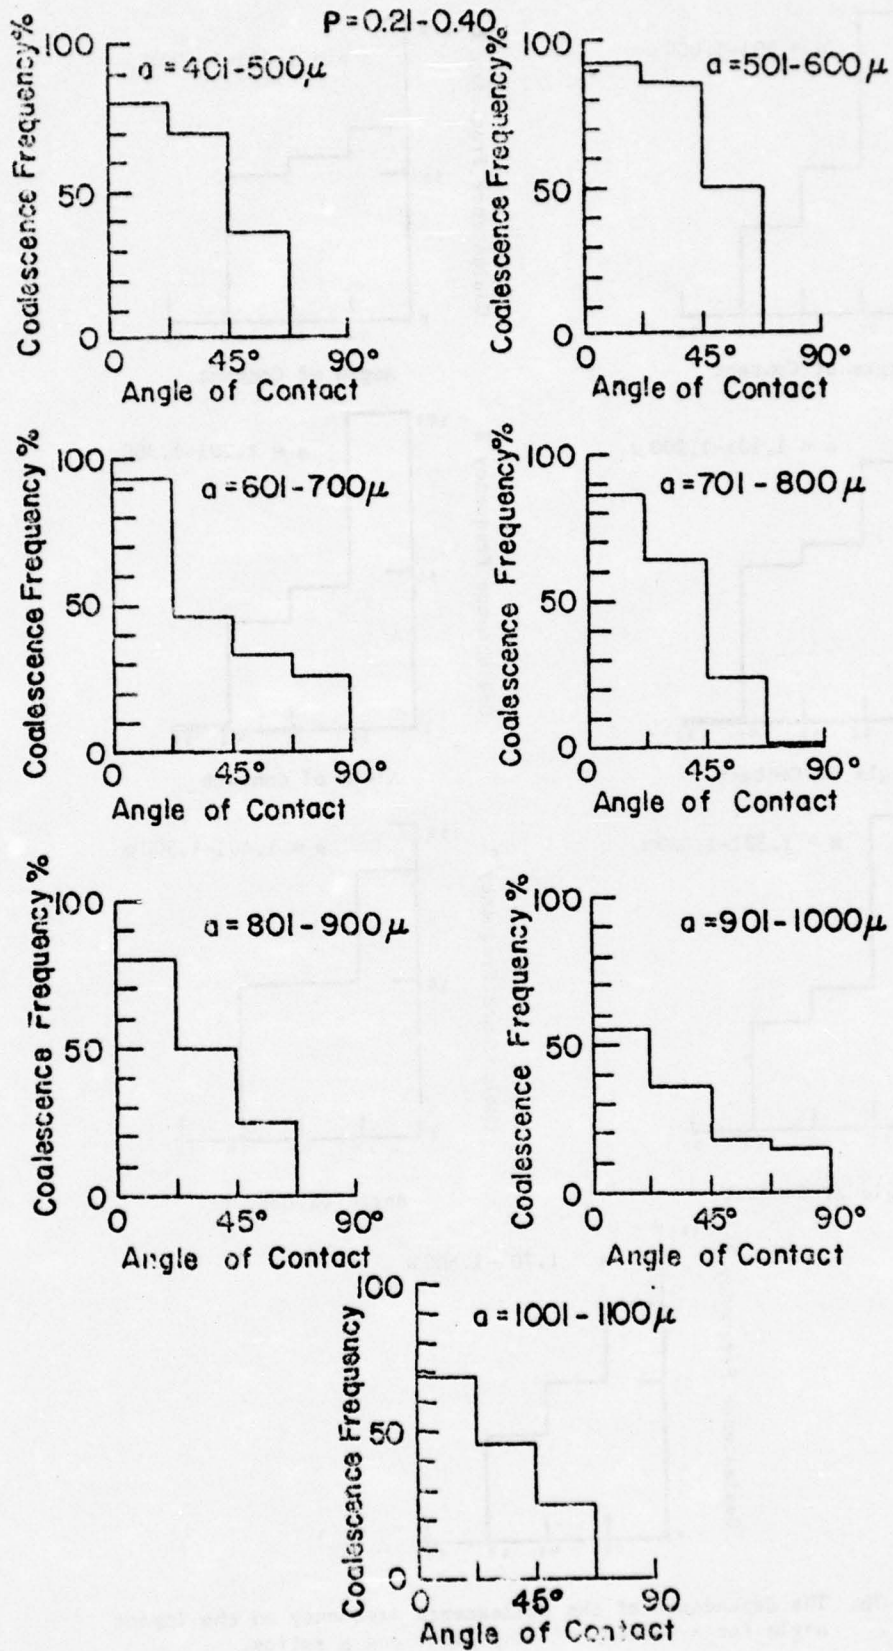 P=0.21-0.40
Coalescence Frequency%
100
50
0
a=401-500μ
0 45° 90°
Angle of Contact
Coalescence Frequency%
100
50
0
a=501-600μ
0 45° 90°
Angle of Contact
Coalescence Frequency %
100
50
0
a=601-700μ
0 45° 90°
Angle of Contact
Coalescence Frequency%
100
50
0
a=701-800μ
0 45° 90°
Angle of Contact
Coalescence Frequency %
100
50
0
a=801-900μ
0 45° 90°
Angle of Contact
Coalescence Frequency %
100
50
0
a=901-1000μ
0 45° 90°
Angle of Contact
Coalescence Frequency
100
50
0
a=1001-1100μ
0 45° 90°
Angle of Contact